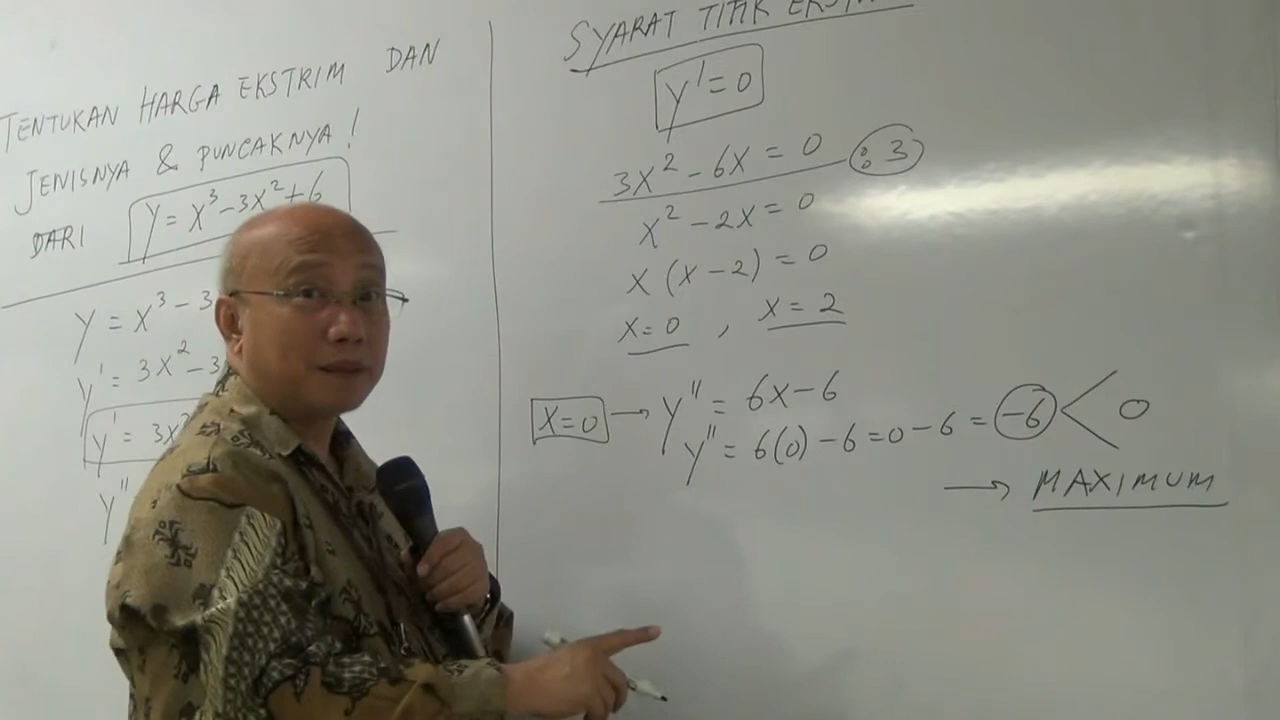 TENTUKAN HARGA EKSTRIM DAN
JENISNYA & PUNCAKNYA !
DARI y = x³ - 3x² + 6
y = x³ - 3
y' = 3x² - 3
y' = 3x
y"
SYARAT TITIK
y' = 0
3x² - 6x = 0 :3
x² - 2x = 0
x (x - 2) = 0
x = 0 , x = 2
x = 0 → y" = 6x - 6
y" = 6(0) - 6 = 0 - 6 = -6 < 0
→ MAXIMUM